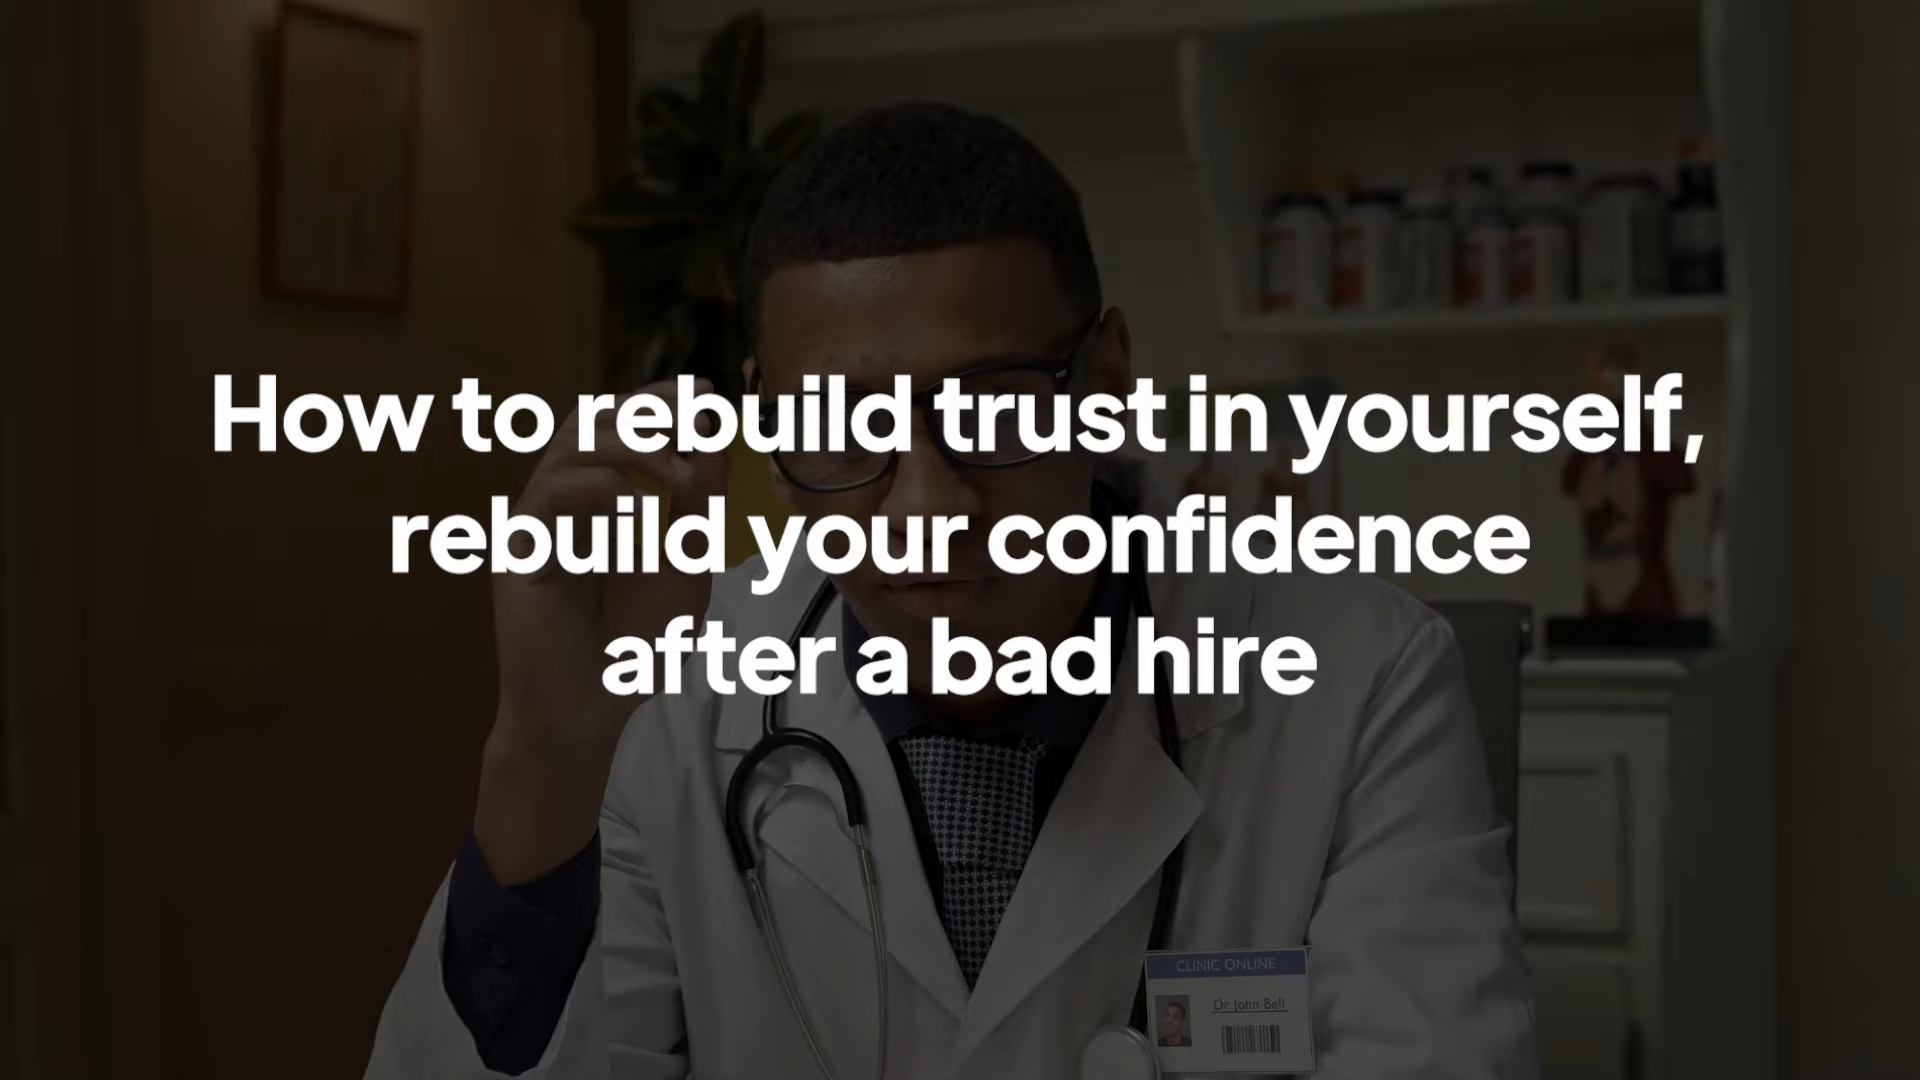 How to rebuild trust in yourself,
rebuild your confidence
after a bad hire
CLINIC ONLINE
Dr. John Bell